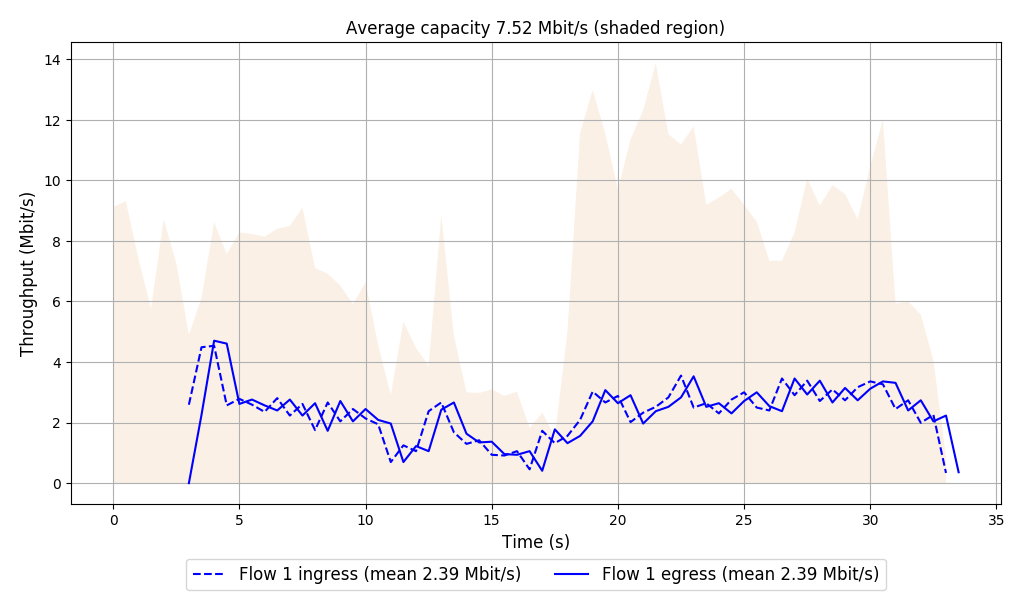 Average capacity 7.52 Mbit/s (shaded region)
14
12
10
8
6
4
2
0
Throughput (Mbit/s)
0 5 10 15 20 25 30 35
Time (s)
Flow 1 ingress (mean 2.39 Mbit/s) Flow 1 egress (mean 2.39 Mbit/s)